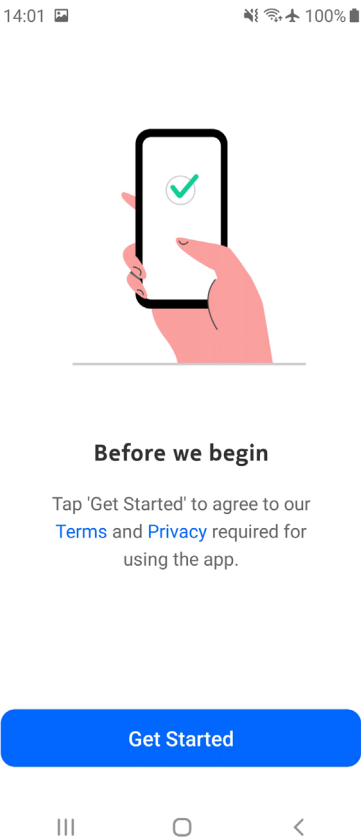 14:01 100%
Before we begin
Tap 'Get Started' to agree to our
Terms and Privacy required for
using the app.
Get Started